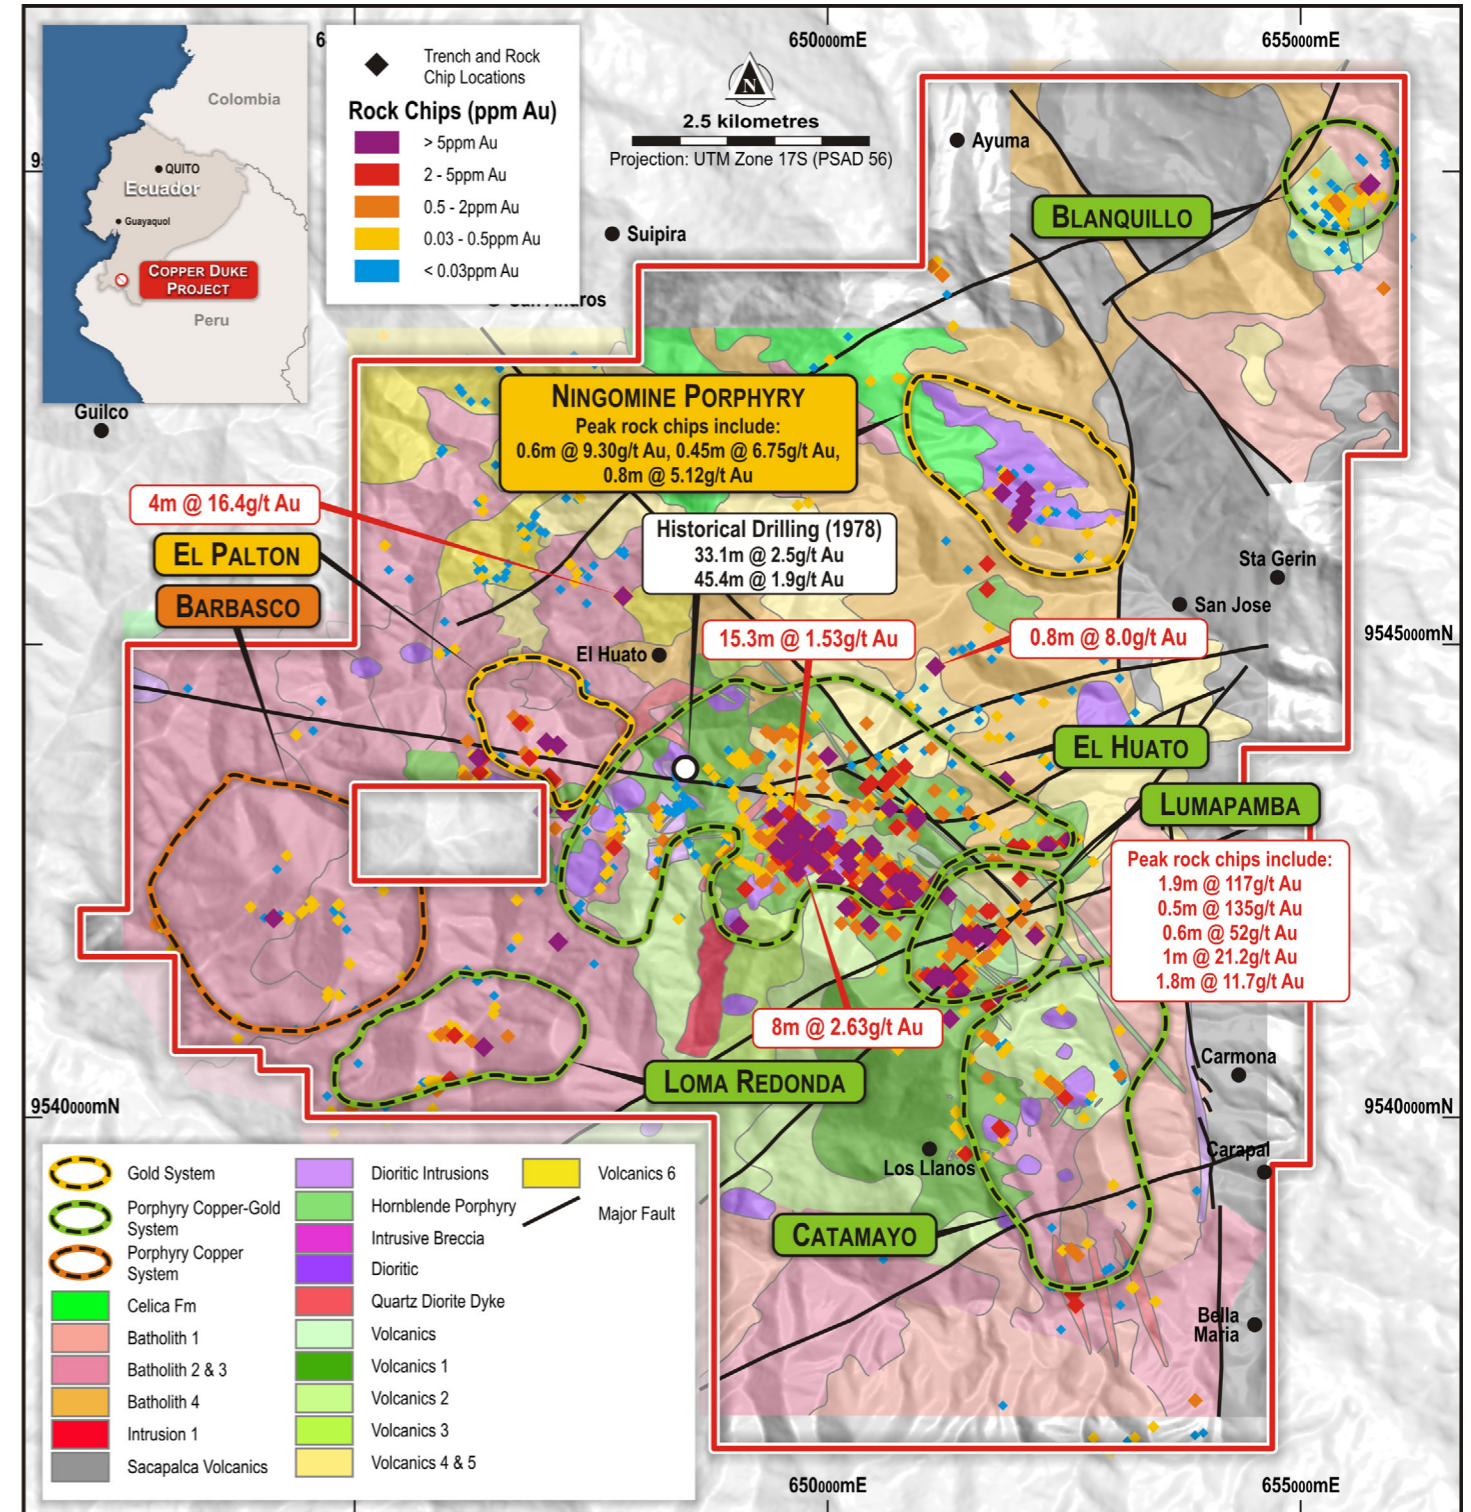 650000mE
655000mE
Colombia
QUITO
Ecuador
Guayaquol
COPPER DUKE
PROJECT
Peru
Trench and Rock
Chip Locations
Rock Chips (ppm Au)
> 5ppm Au
2 - 5ppm Au
0.5 - 2ppm Au
0.03 - 0.5ppm Au
< 0.03ppm Au
N
2.5 kilometres
Projection: UTM Zone 17S (PSAD 56)
Ayuma
Suipira
BLANQUILLO
Guilco
NINGOMINE PORPHYRY
Peak rock chips include:
0.6m @ 9.30g/t Au, 0.45m @ 6.75g/t Au,
0.8m @ 5.12g/t Au
4m @ 16.4g/t Au
EL PALTON
BARBASCO
Historical Drilling (1978)
33.1m @ 2.5g/t Au
45.4m @ 1.9g/t Au
Sta Gerin
San Jose
El Huato
15.3m @ 1.53g/t Au
0.8m @ 8.0g/t Au
9545000mN
EL HUATO
LUMAPAMBA
Peak rock chips include:
1.9m @ 117g/t Au
0.5m @ 135g/t Au
0.6m @ 52g/t Au
1m @ 21.2g/t Au
1.8m @ 11.7g/t Au
8m @ 2.63g/t Au
LOMA REDONDA
Carmona
9540000mN
9540000mN
Carapal
Los Llanos
CATAMAYO
Bella
Maria
Gold System
Porphyry Copper-Gold
System
Porphyry Copper
System
Celica Fm
Batholith 1
Batholith 2 & 3
Batholith 4
Intrusion 1
Sacapalca Volcanics
Dioritic Intrusions
Hornblende Porphyry
Intrusive Breccia
Dioritic
Quartz Diorite Dyke
Volcanics
Volcanics 1
Volcanics 2
Volcanics 3
Volcanics 4 & 5
Volcanics 6
Major Fault
650000mE
655000mE